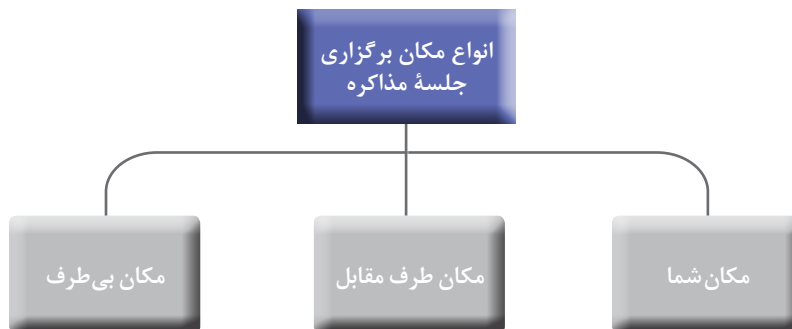 انواع مکان برگزاری
جلسهٔ مذاکره
مکان شما
مکان طرف مقابل
مکان بی‌طرف